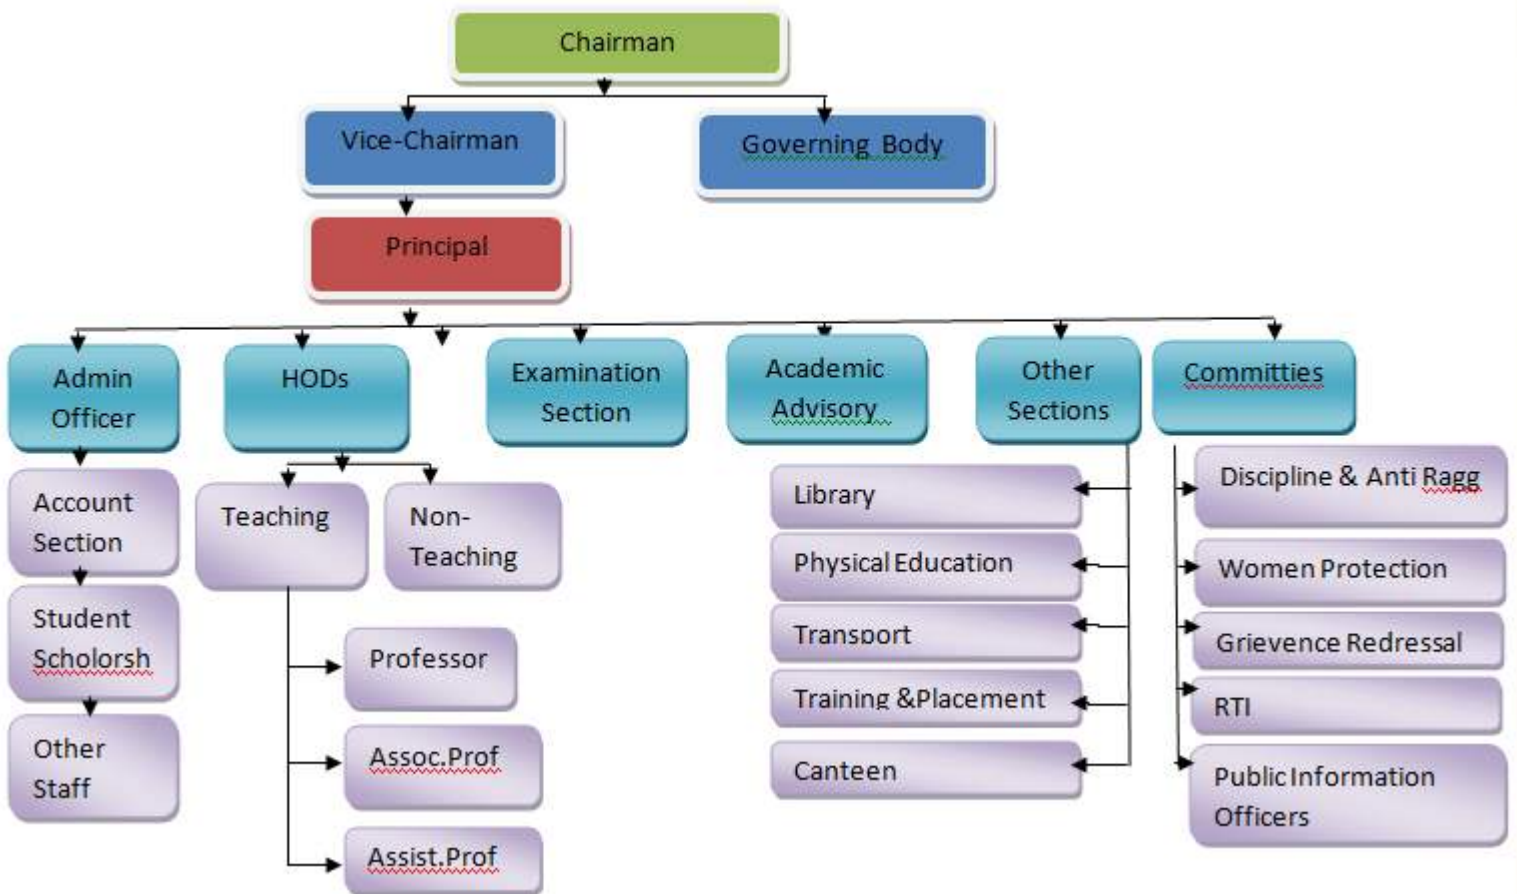 Chairman
Vice-Chairman
Governing Body
Principal
Admin
Officer
HODs
Examination
Section
Academic
Advisory
Other
Sections
Committies
Account
Section
Student
Scholorsh
Other
Staff
Teaching
Non-
Teaching
Professor
Assoc.Prof
Assist.Prof
Library
Physical Education
Transport
Training &Placement
Canteen
Discipline & Anti Ragg
Women Protection
Grievence Redressal
RTI
Public Information
Officers